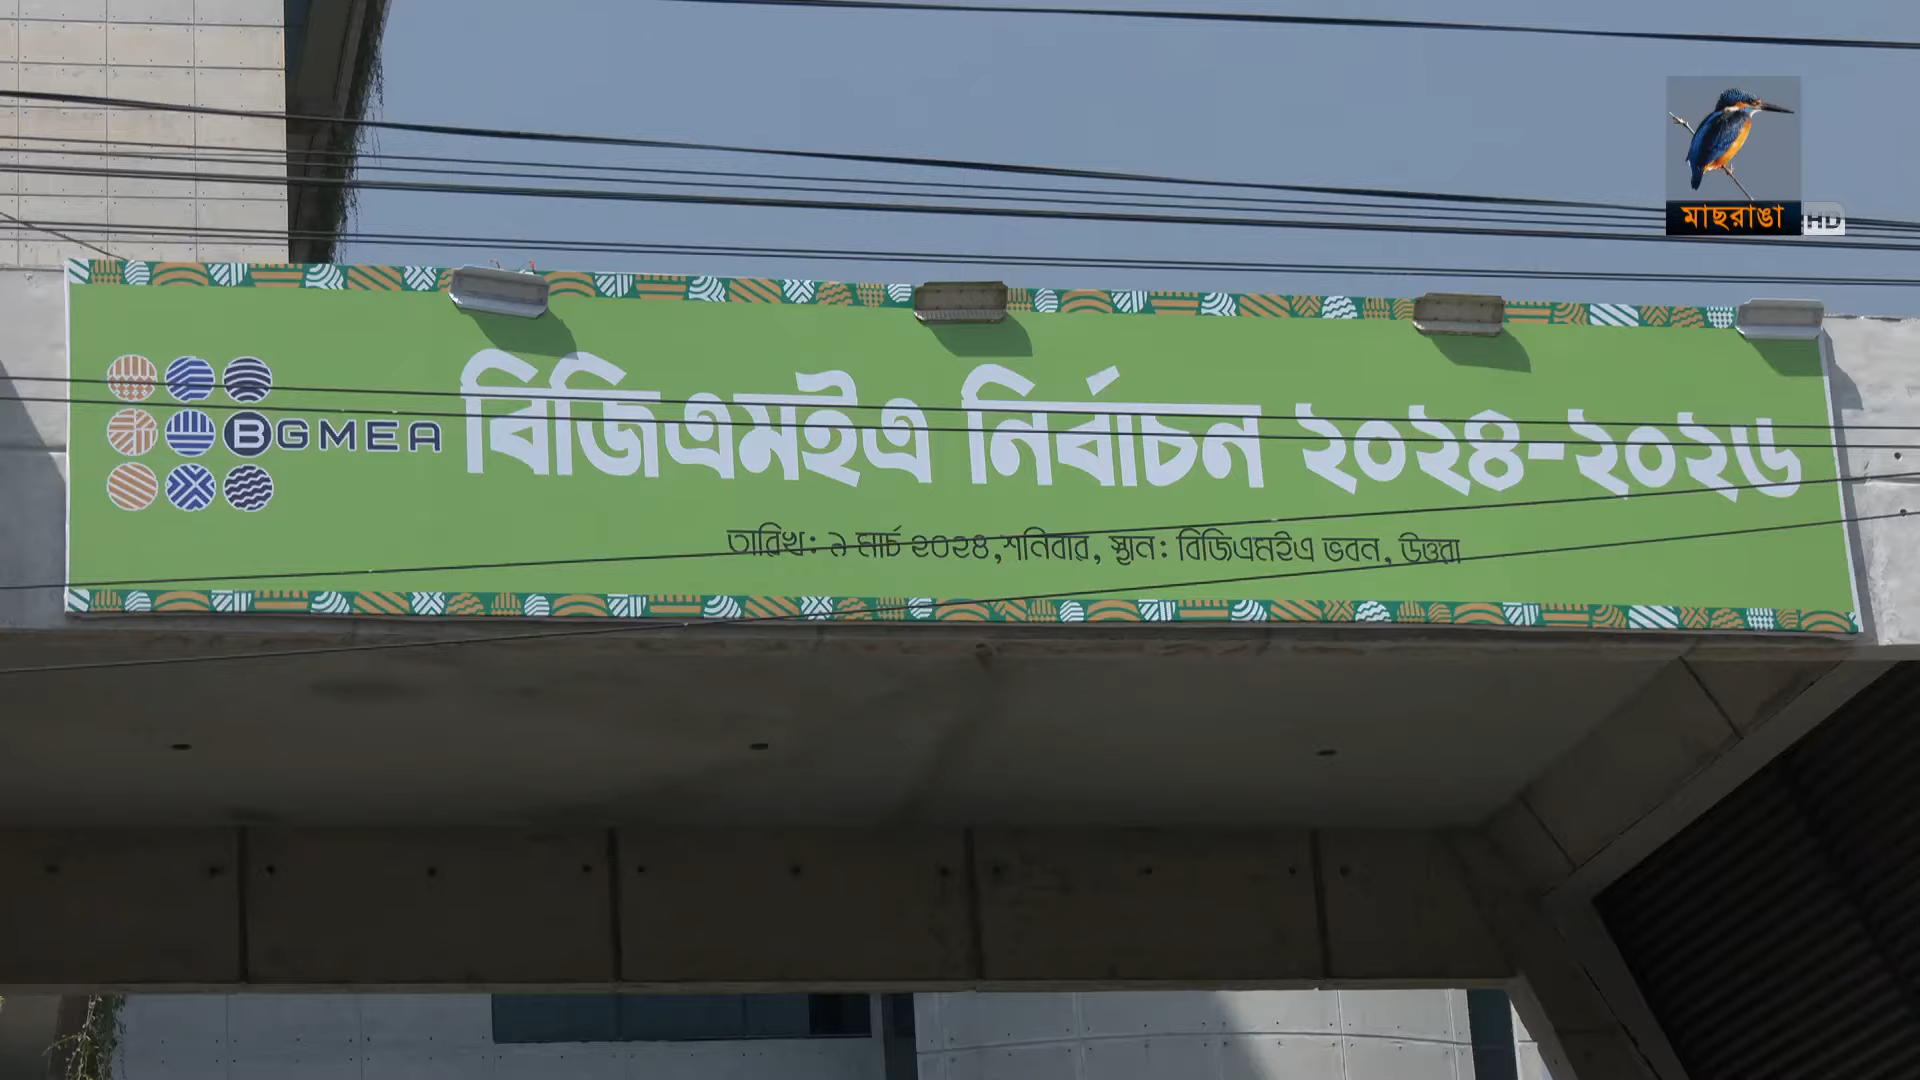 মাছরাঙা HD
BGMEA
বিজিএমইএ নির্বাচন ২০২৪-২০২৬
তারিখ: ৯ মার্চ ২০২৪, শনিবার, স্থান: বিজিএমইএ ভবন, উত্তরা